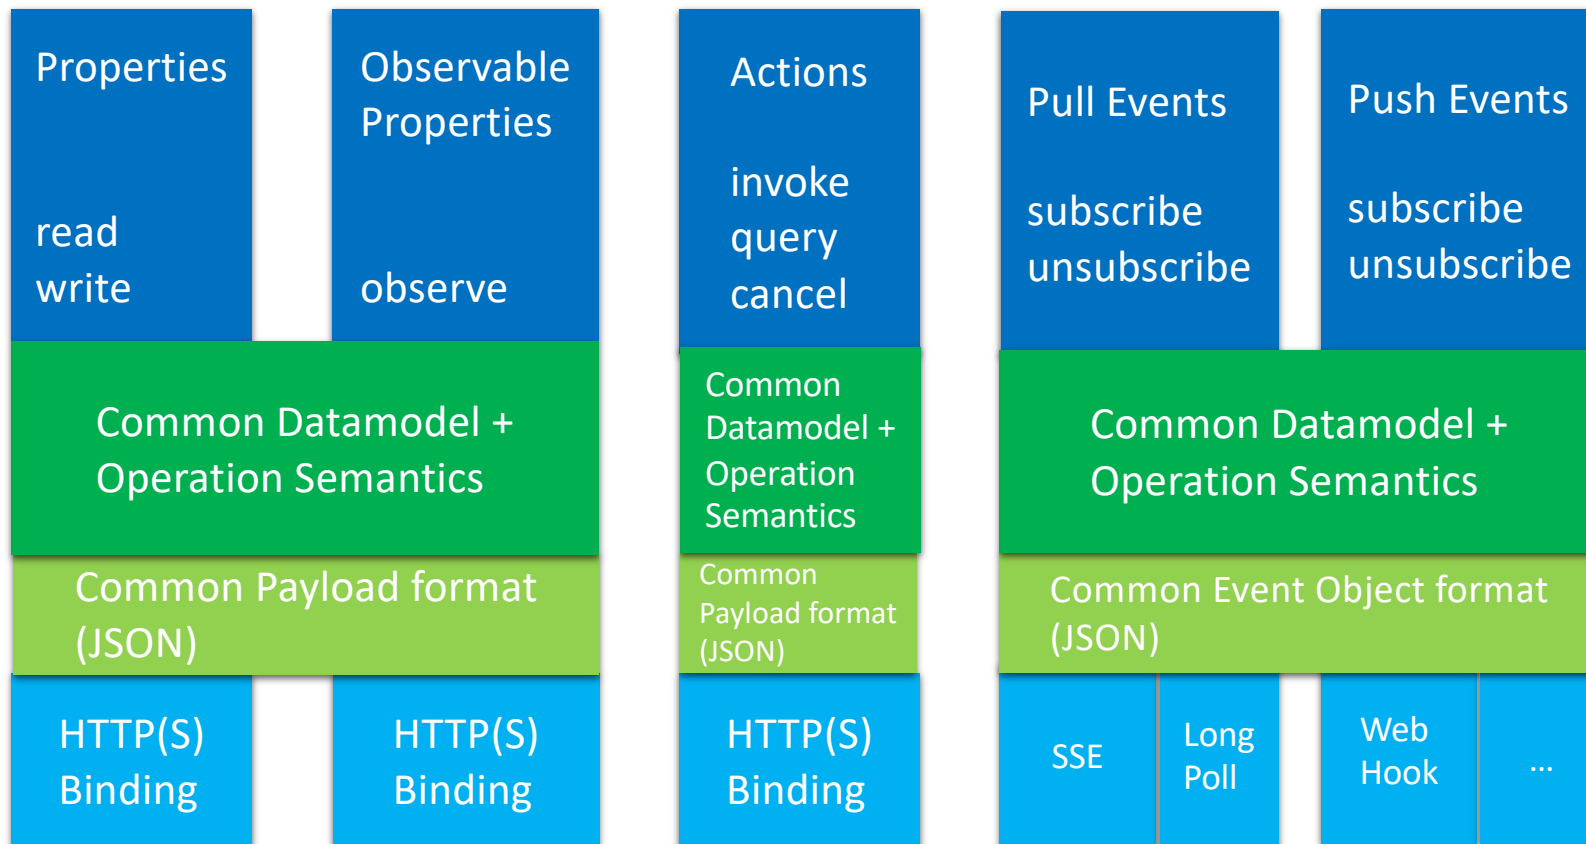 Properties
read
write
Observable
Properties
observe
Actions
invoke
query
cancel
Pull Events
subscribe
unsubscribe
Push Events
subscribe
unsubscribe
Common Datamodel +
Operation Semantics
Common
Datamodel +
Operation
Semantics
Common Datamodel +
Operation Semantics
Common Payload format
(JSON)
Common
Payload format
(JSON)
Common Event Object format
(JSON)
HTTP(S)
Binding
HTTP(S)
Binding
HTTP(S)
Binding
SSE
Long
Poll
Web
Hook
...